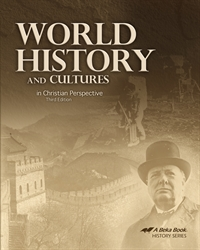 WORLD
HISTORY
AND CULTURES
in Christian Perspective
Third Edition
A Beka Book
HISTORY SERIES